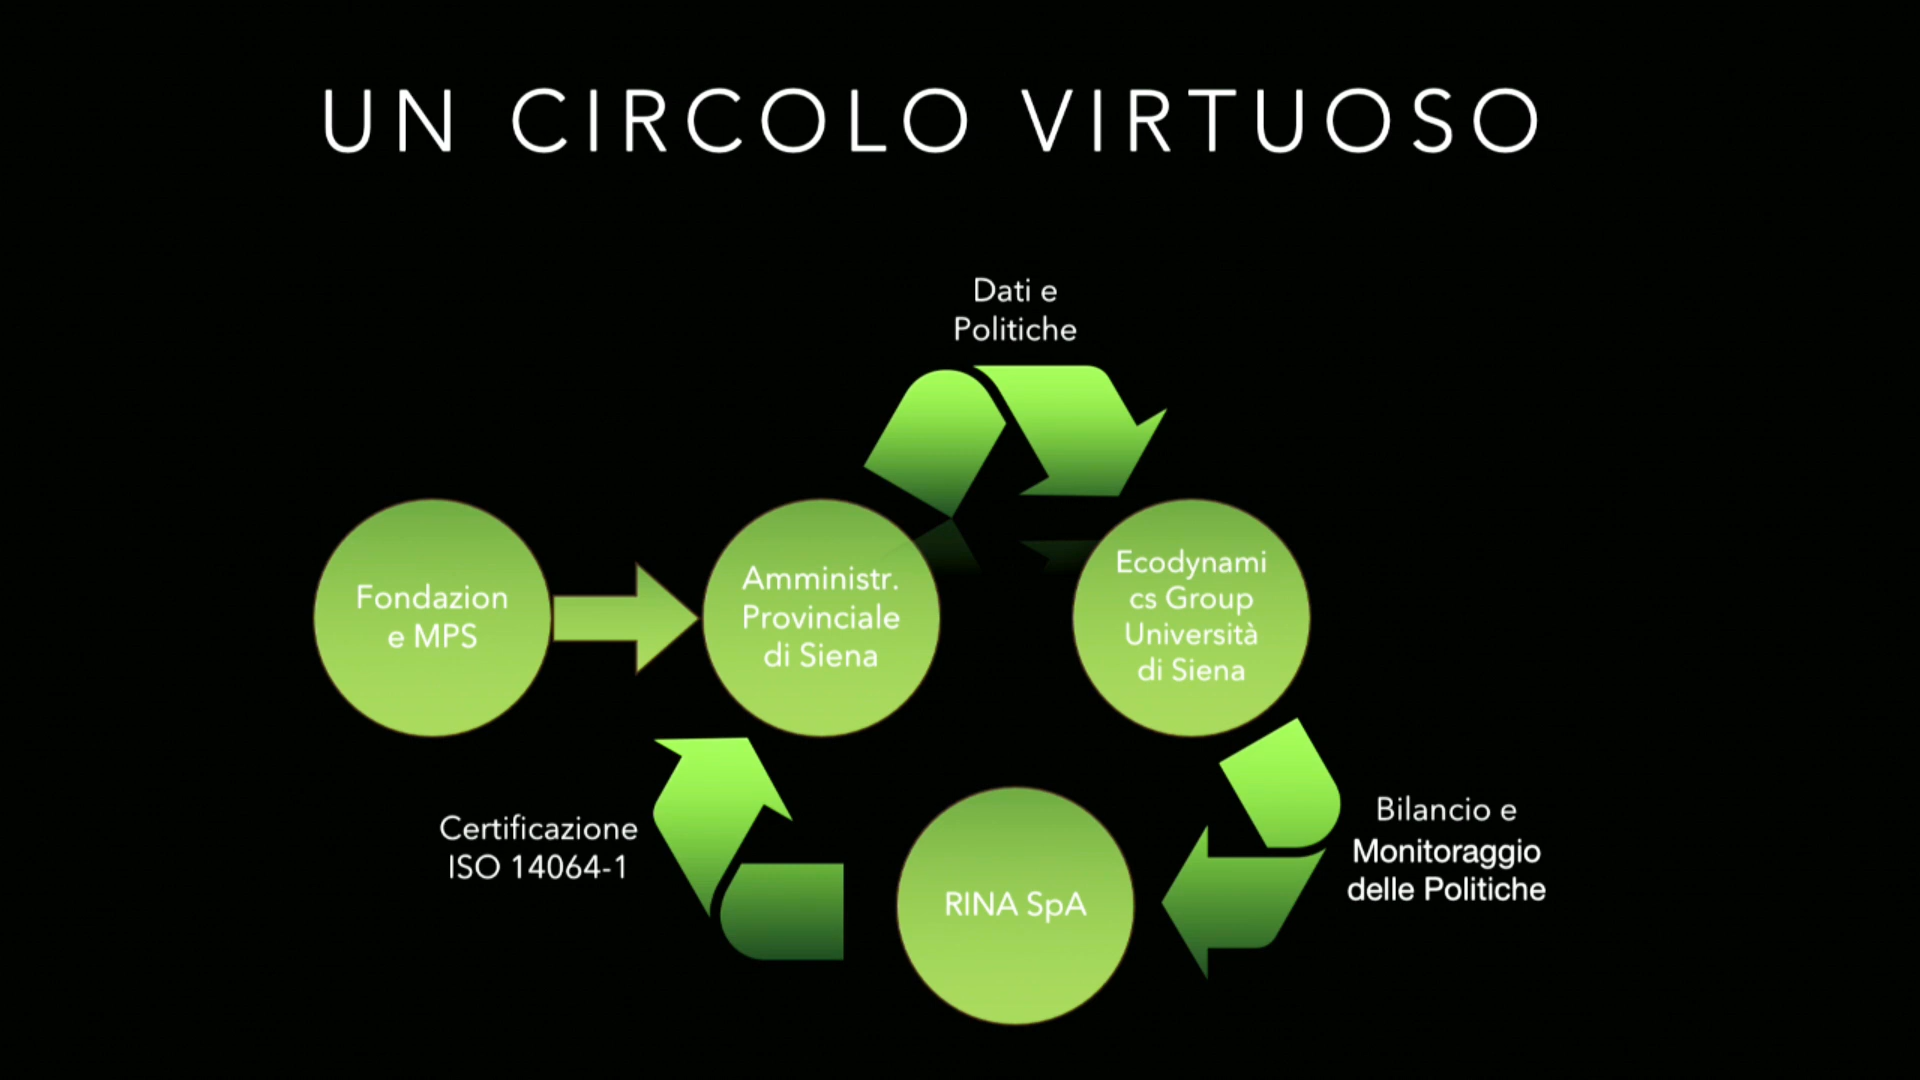 UN CIRCOLO VIRTUOSO
Dati e
Politiche
Fondazion
e MPS
Amministr.
Provinciale
di Siena
Ecodynami
cs Group
Università
di Siena
Certificazione
ISO 14064-1
RINA SpA
Bilancio e
Monitoraggio
delle Politiche